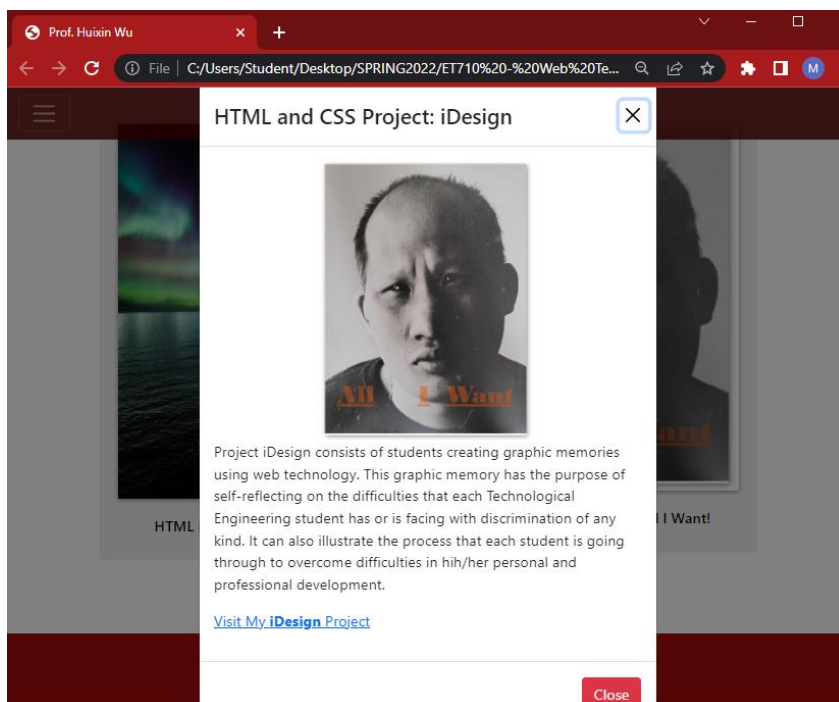 Prof. Huixin Wu
File | C:/Users/Student/Desktop/SPRING2022/ET710%20-%20Web%20Te...
M
HTML and CSS Project: iDesign
All I Want
Project iDesign consists of students creating graphic memories
using web technology. This graphic memory has the purpose of
self-reflecting on the difficulties that each Technological
Engineering student has or is facing with discrimination of any
kind. It can also illustrate the process that each student is going
through to overcome difficulties in hih/her personal and
professional development.
Visit My iDesign Project
Close
HTML
I Want!